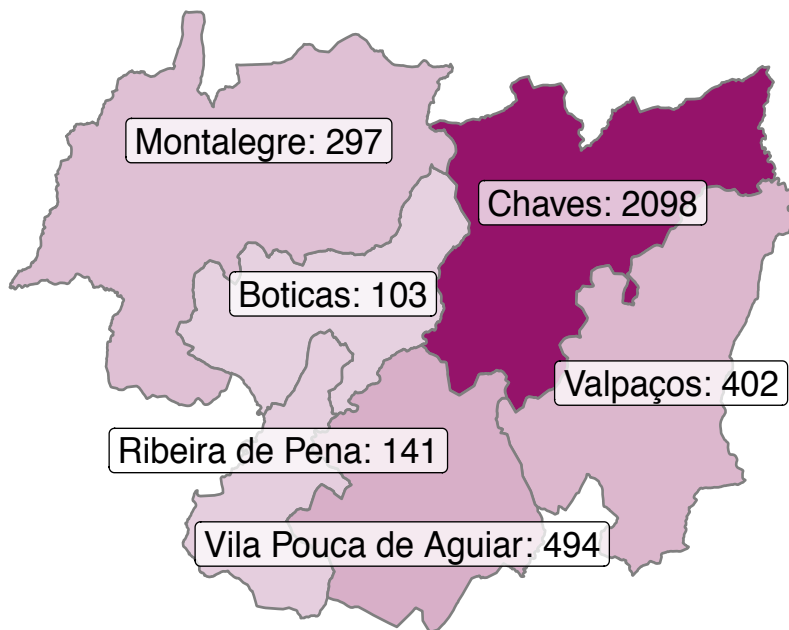 Montalegre: 297
Chaves: 2098
Boticas: 103
Valpaços: 402
Ribeira de Pena: 141
Vila Pouca de Aguiar: 494